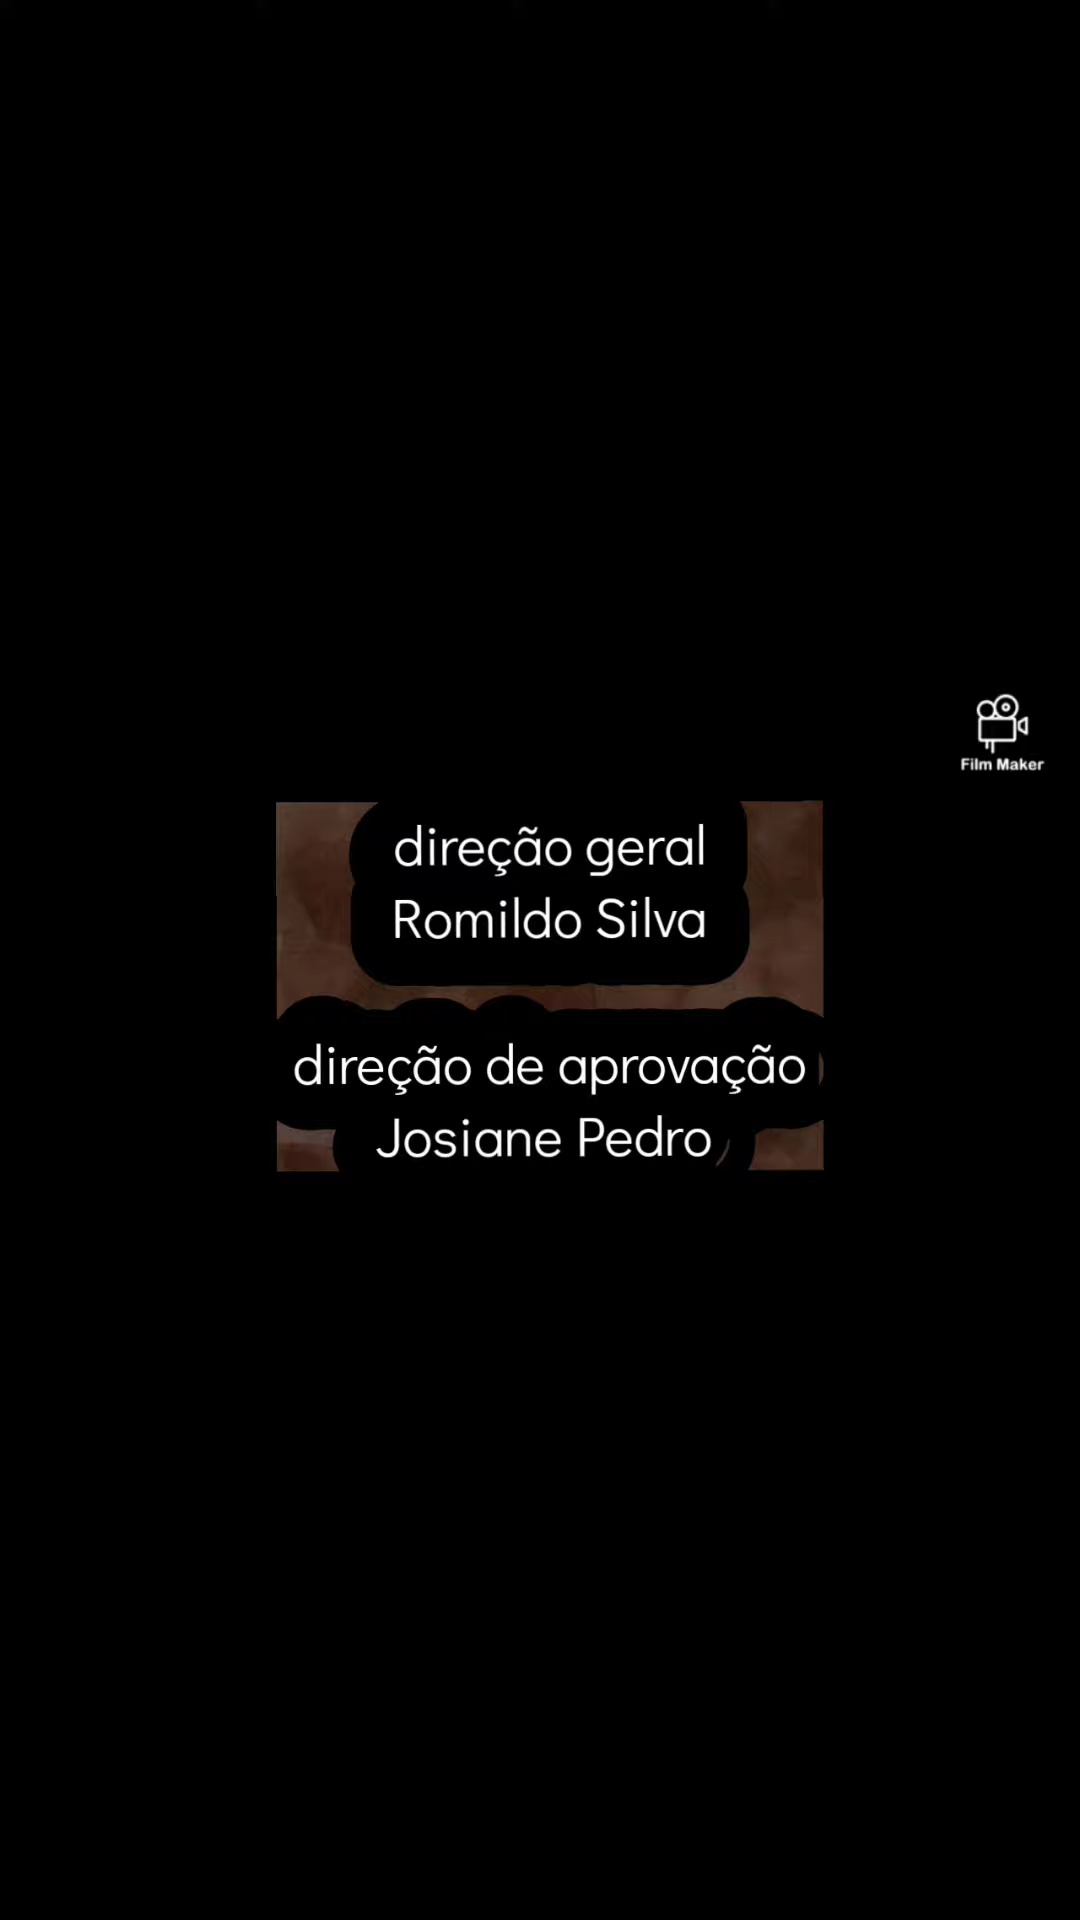 Film Maker
direção geral
Romildo Silva
direção de aprovação
Josiane Pedro